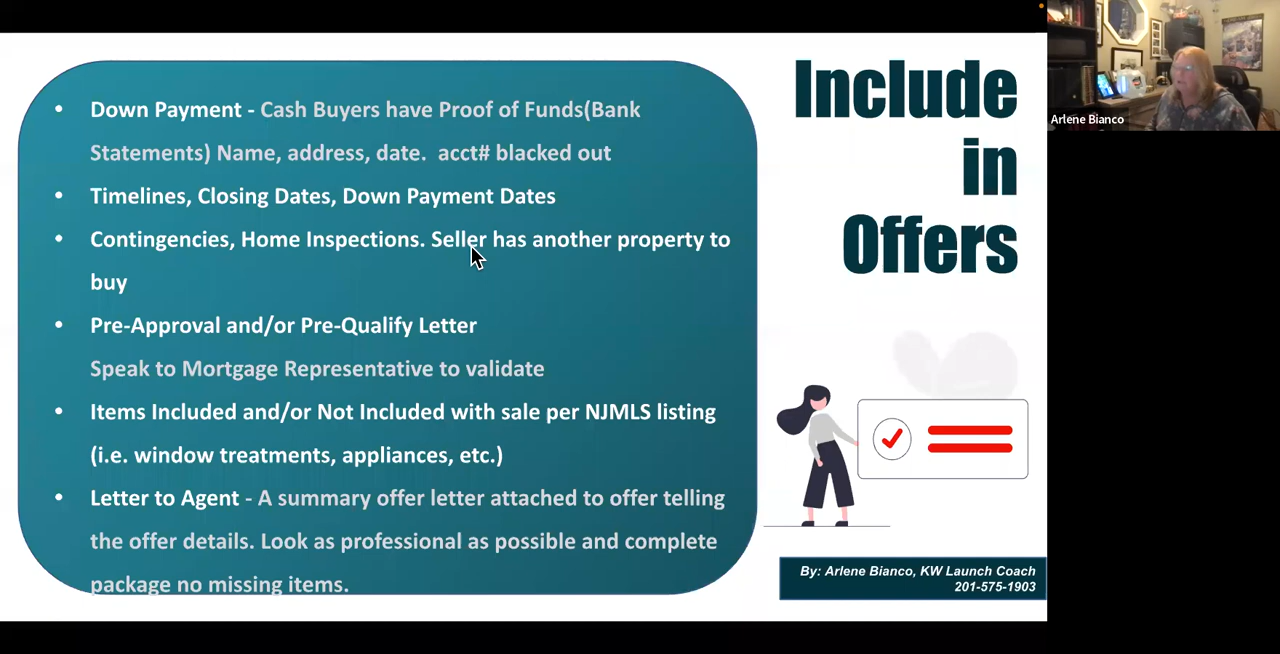 Include
in
Offers
• Down Payment - Cash Buyers have Proof of Funds(Bank
Statements) Name, address, date.  acct# blacked out
• Timelines, Closing Dates, Down Payment Dates
• Contingencies, Home Inspections. Seller has another property to
buy
• Pre-Approval and/or Pre-Qualify Letter
Speak to Mortgage Representative to validate
• Items Included and/or Not Included with sale per NJMLS listing
(i.e. window treatments, appliances, etc.)
• Letter to Agent - A summary offer letter attached to offer telling
the offer details. Look as professional as possible and complete
package no missing items.
By: Arlene Bianco, KW Launch Coach
201-575-1903
Arlene Bianco